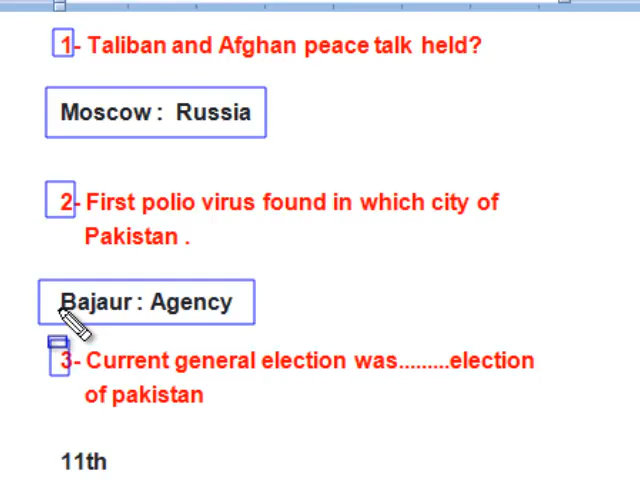 1- Taliban and Afghan peace talk held?
Moscow : Russia
2- First polio virus found in which city of
Pakistan .
Bajaur : Agency
3- Current general election was.........election
of pakistan
11th